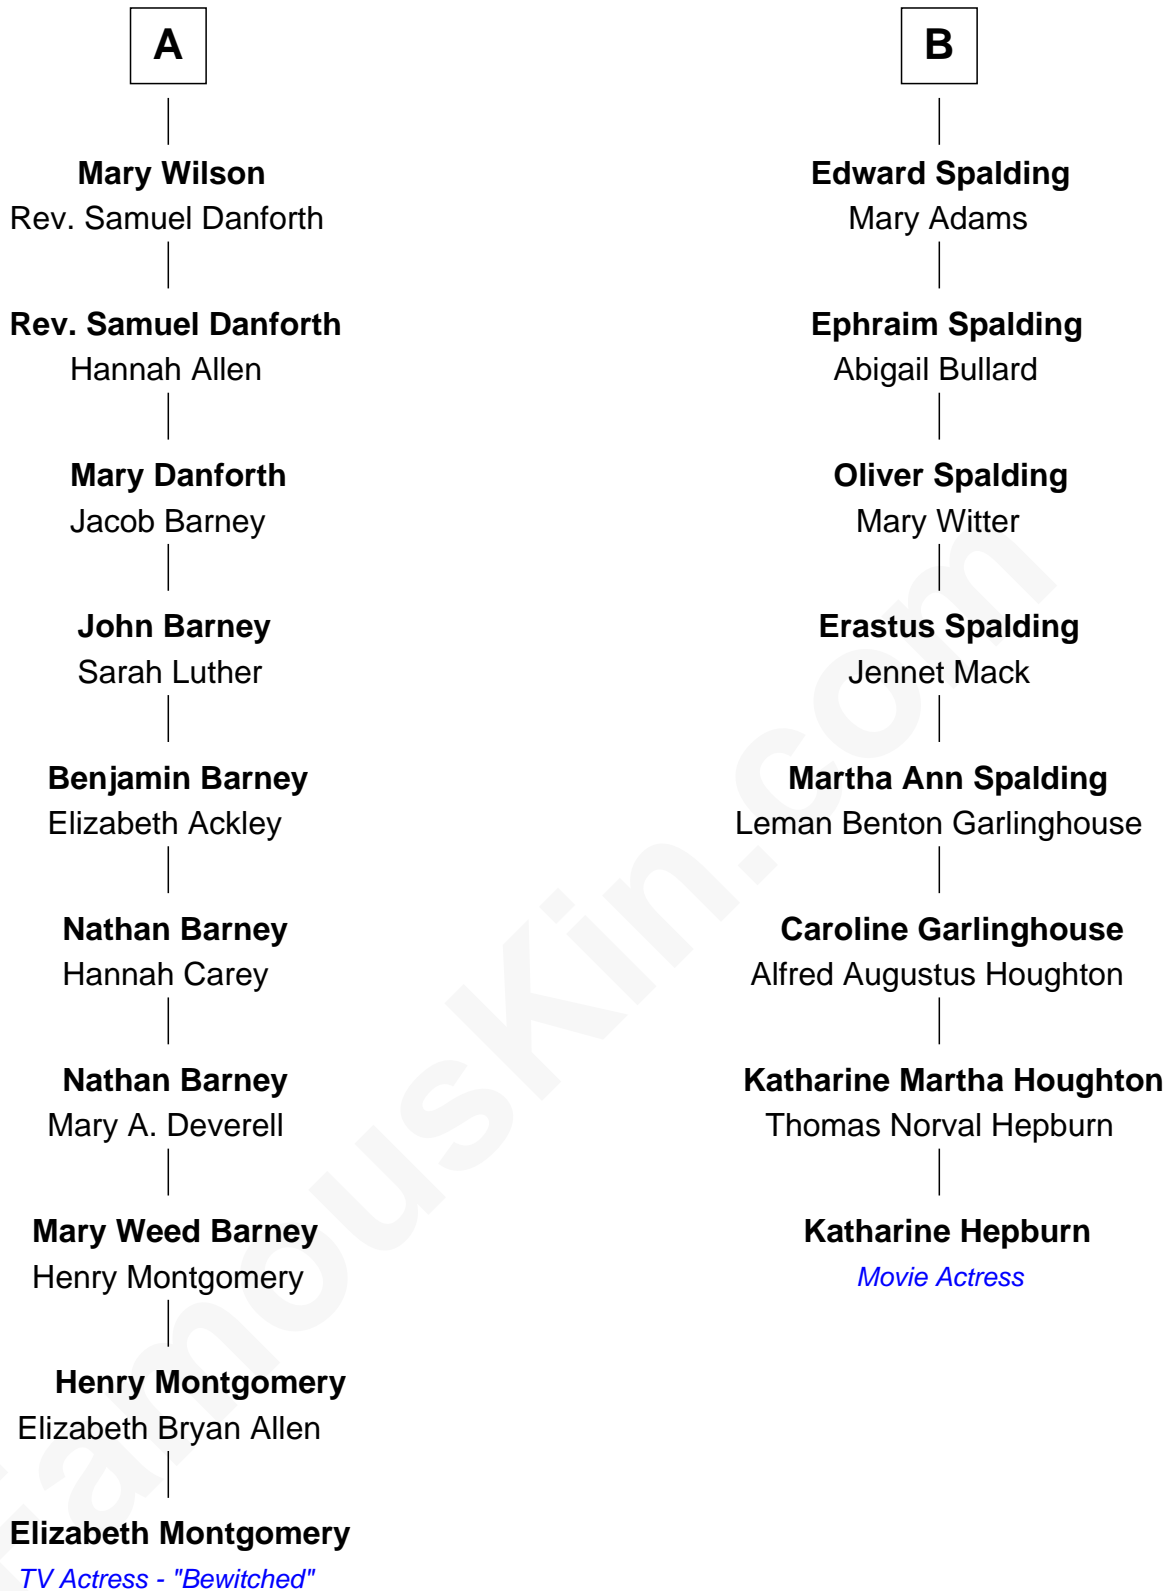 A
Mary Wilson
Rev. Samuel Danforth
Rev. Samuel Danforth
Hannah Allen
Mary Danforth
Jacob Barney
John Barney
Sarah Luther
Benjamin Barney
Elizabeth Ackley
Nathan Barney
Hannah Carey
Nathan Barney
Mary A. Deverell
Mary Weed Barney
Henry Montgomery
Henry Montgomery
Elizabeth Bryan Allen
Elizabeth Montgomery
TV Actress - "Bewitched"
B
Edward Spalding
Mary Adams
Ephraim Spalding
Abigail Bullard
Oliver Spalding
Mary Witter
Erastus Spalding
Jennet Mack
Martha Ann Spalding
Leman Benton Garlinghouse
Caroline Garlinghouse
Alfred Augustus Houghton
Katharine Martha Houghton
Thomas Norval Hepburn
Katharine Hepburn
Movie Actress
FamousKin.com